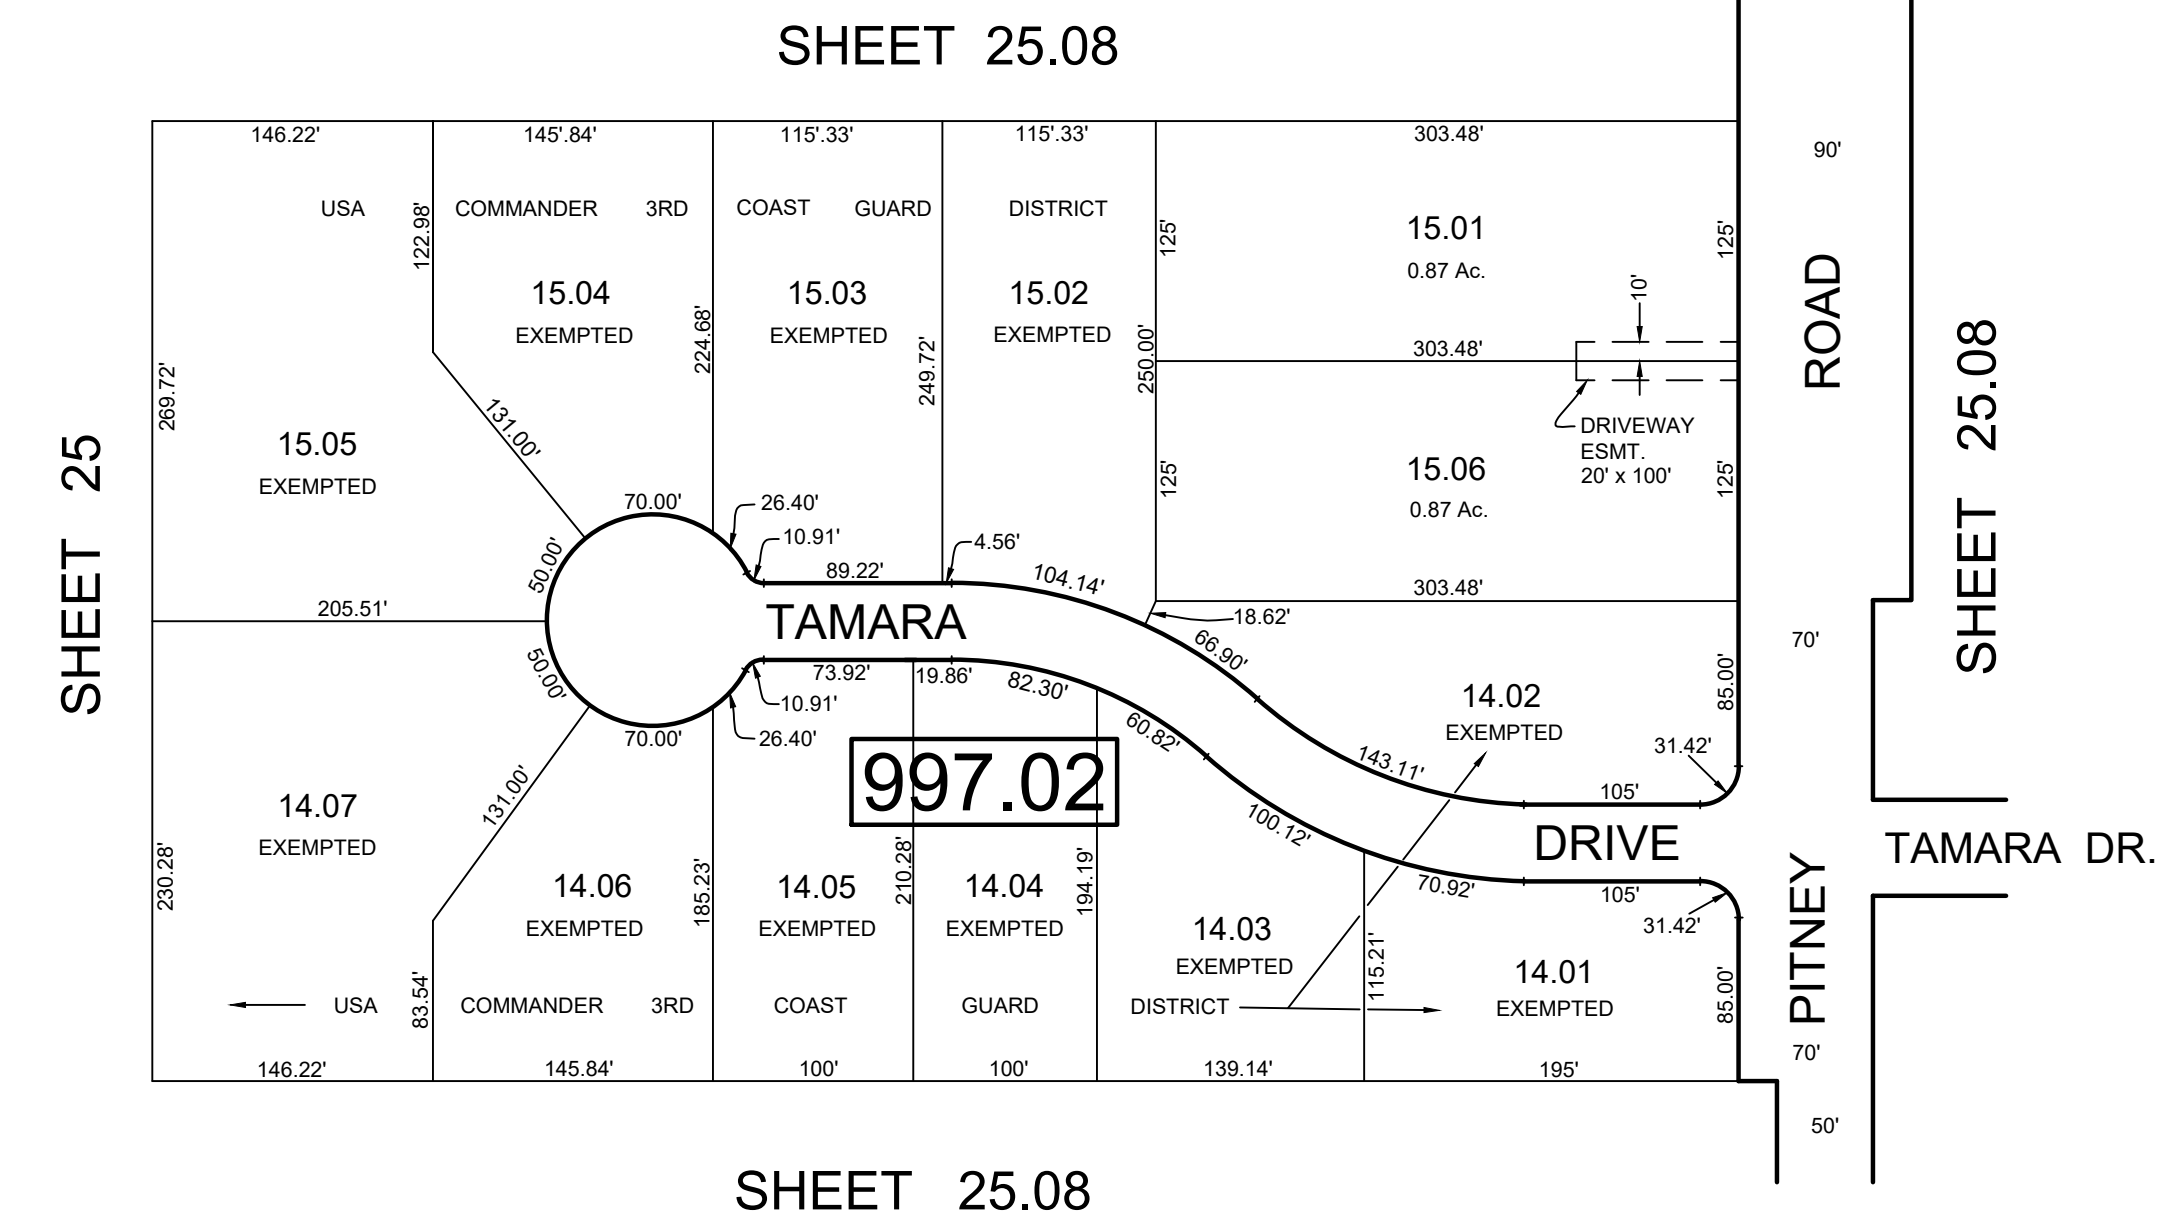 SHEET 25.08
146.22'
145'.84'
115'.33'
115'.33'
303.48'
90'
USA COMMANDER 3RD COAST GUARD DISTRICT
122.98'
125'
15.01
0.87 Ac.
125'
ROAD
15.04
EXEMPTED
15.03
EXEMPTED
15.02
EXEMPTED
10'
224.68'
249.72'
250.00'
303.48'
269.72'
131.00'
DRIVEWAY
ESMT.
20' x 100'
SHEET 25
15.05
EXEMPTED
15.06
0.87 Ac.
125'
125'
SHEET 25.08
70.00'
26.40'
10.91'
4.56'
50.00'
89.22'
104.14'
303.48'
205.51'
TAMARA
18.62'
70'
66.90'
50.00'
73.92'
19.86'
82.30'
10.91'
26.40'
70.00'
60.82'
14.02
EXEMPTED
85.00'
31.42'
997.02
143.11'
105'
14.07
EXEMPTED
131.00'
100.12'
DRIVE
TAMARA DR.
230.28'
14.06
EXEMPTED
185.23'
14.05
EXEMPTED
210.28'
14.04
EXEMPTED
194.19'
70.92'
105'
31.42'
14.03
EXEMPTED
115.21'
14.01
EXEMPTED
85.00'
PITNEY
83.54'
USA COMMANDER 3RD COAST GUARD DISTRICT
70'
146.22'
145.84'
100'
100'
139.14'
195'
50'
SHEET 25.08